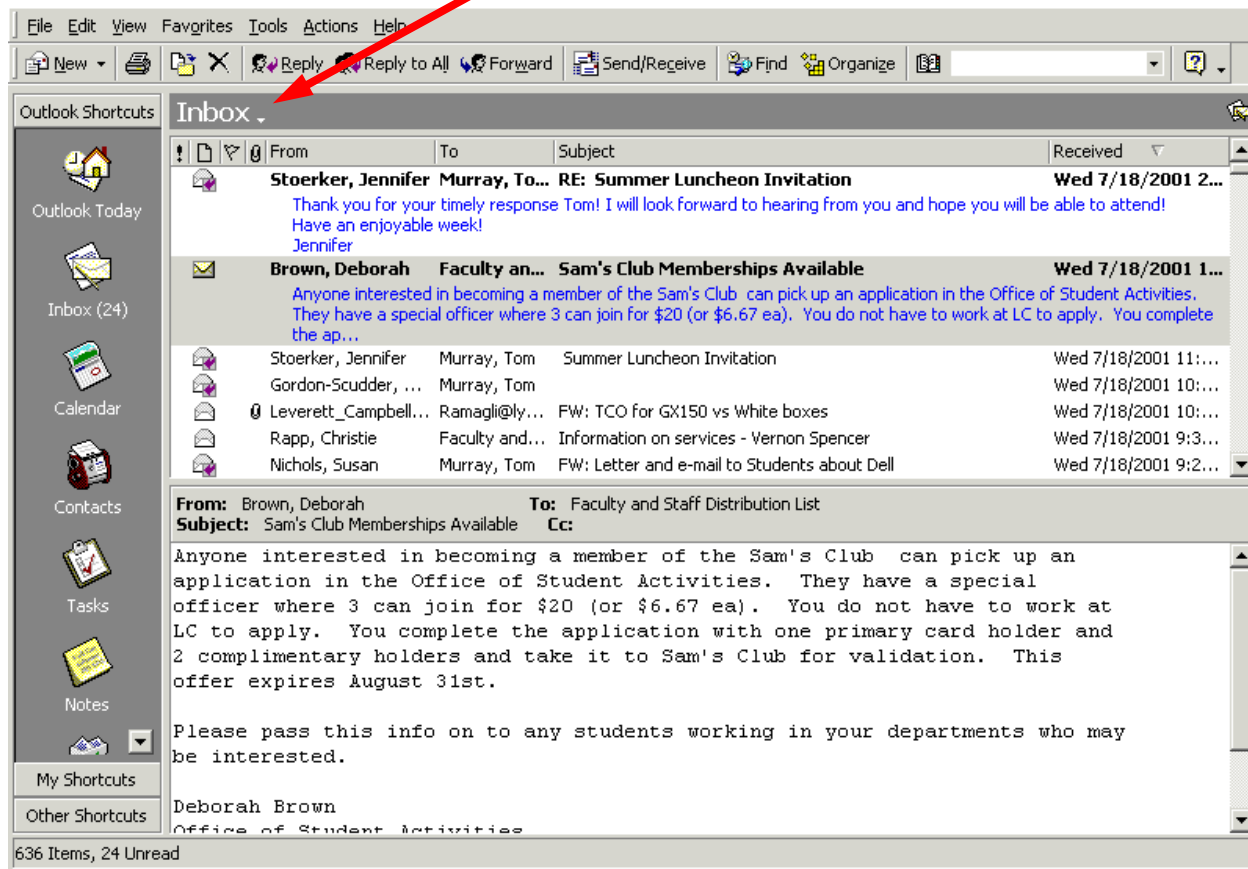 File Edit View Favorites Tools Actions Help
New Reply Reply to All Forward Send/Receive Find Organize
Outlook Shortcuts
Outlook Today
Inbox (24)
Calendar
Contacts
Tasks
Notes
My Shortcuts
Other Shortcuts
Inbox
From To Subject Received
Stoerker, Jennifer Murray, To... RE: Summer Luncheon Invitation Wed 7/18/2001 2...
Thank you for your timely response Tom! I will look forward to hearing from you and hope you will be able to attend!
Have an enjoyable week!
Jennifer
Brown, Deborah Faculty an... Sam's Club Memberships Available Wed 7/18/2001 1...
Anyone interested in becoming a member of the Sam's Club can pick up an application in the Office of Student Activities.
They have a special officer where 3 can join for $20 (or $6.67 ea). You do not have to work at LC to apply. You complete
the ap...
Stoerker, Jennifer Murray, Tom Summer Luncheon Invitation Wed 7/18/2001 11:...
Gordon-Scudder, ... Murray, Tom Wed 7/18/2001 10:...
Leverett_Campbell... Ramagli@ly... FW: TCO for GX150 vs White boxes Wed 7/18/2001 10:...
Rapp, Christie Faculty and... Information on services - Vernon Spencer Wed 7/18/2001 9:3...
Nichols, Susan Murray, Tom FW: Letter and e-mail to Students about Dell Wed 7/18/2001 9:2...
From: Brown, Deborah To: Faculty and Staff Distribution List
Subject: Sam's Club Memberships Available Cc:
Anyone interested in becoming a member of the Sam's Club can pick up an
application in the Office of Student Activities. They have a special
officer where 3 can join for $20 (or $6.67 ea). You do not have to work at
LC to apply. You complete the application with one primary card holder and
2 complimentary holders and take it to Sam's Club for validation. This
offer expires August 31st.
Please pass this info on to any students working in your departments who may
be interested.
Deborah Brown
Office of Student Activities
636 Items, 24 Unread